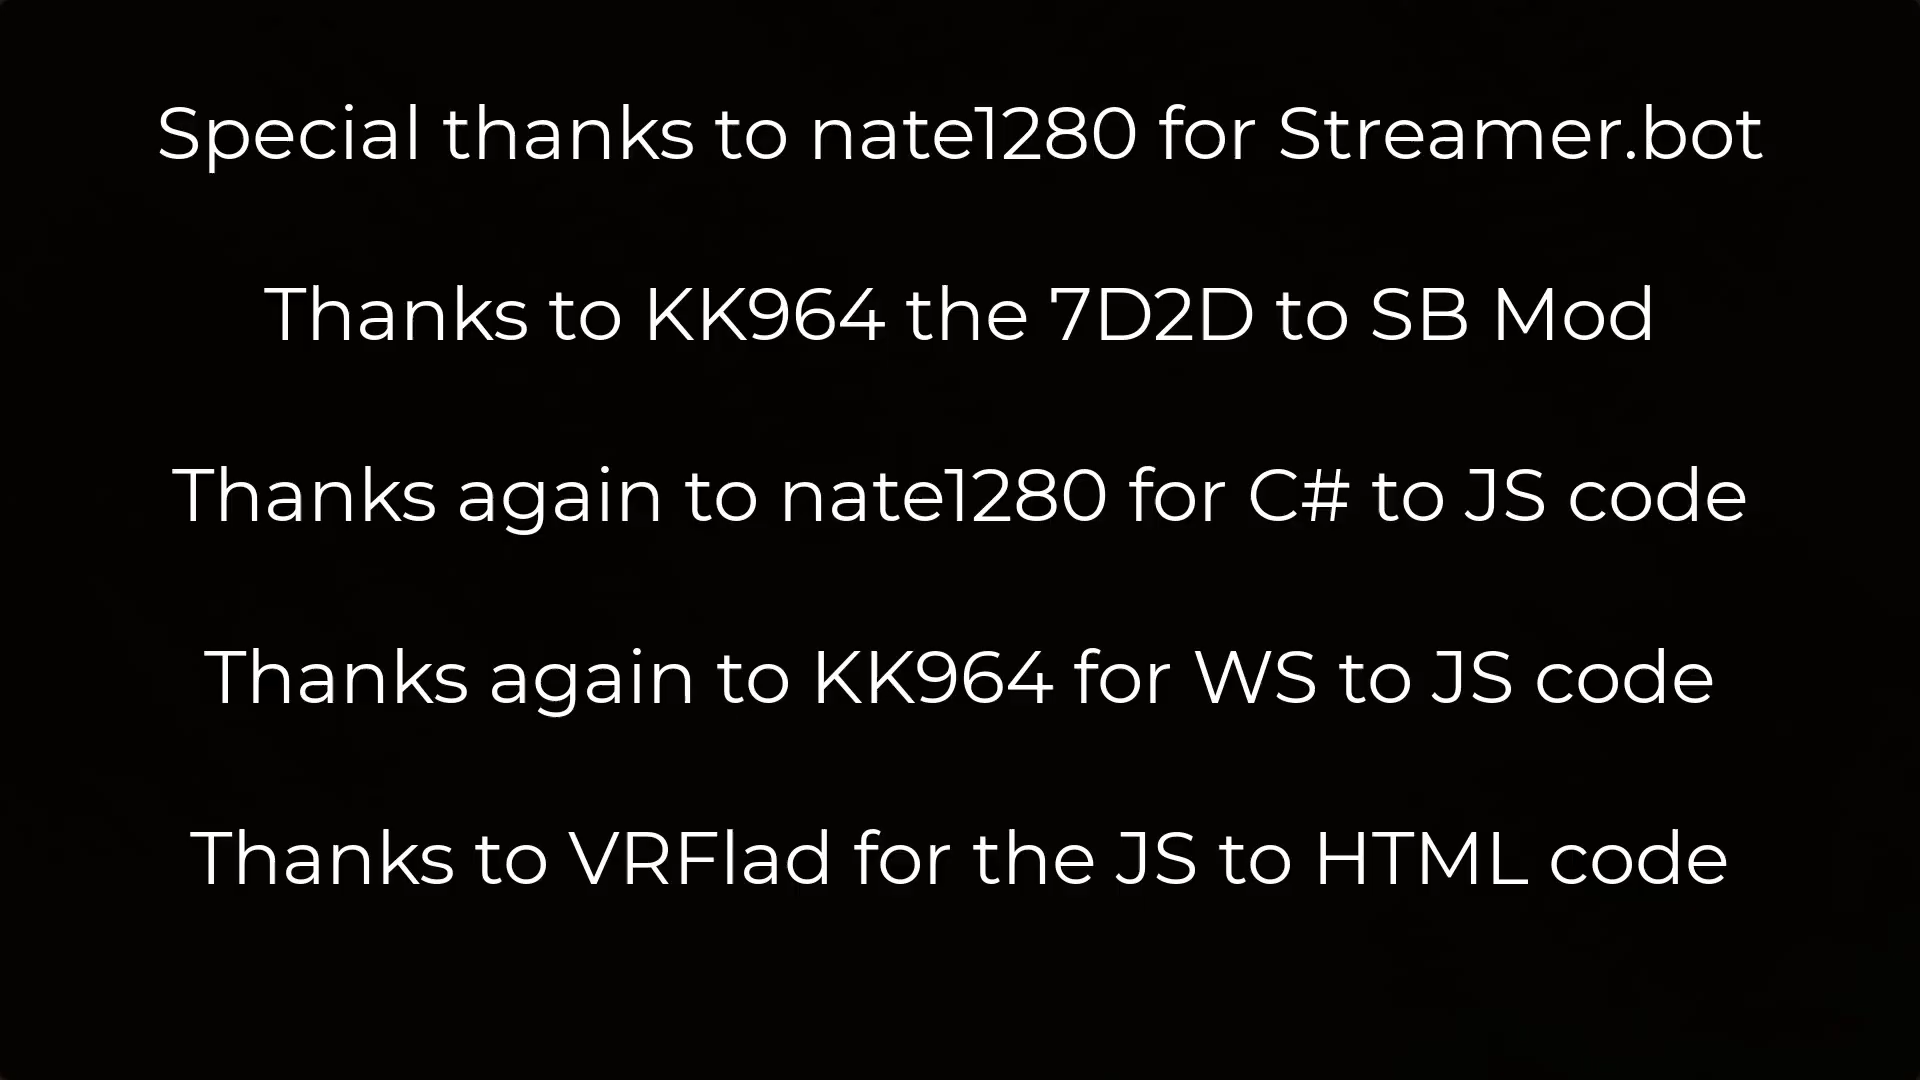 Special thanks to nate1280 for Streamer.bot
Thanks to KK964 the 7D2D to SB Mod
Thanks again to nate1280 for C# to JS code
Thanks again to KK964 for WS to JS code
Thanks to VRFlad for the JS to HTML code